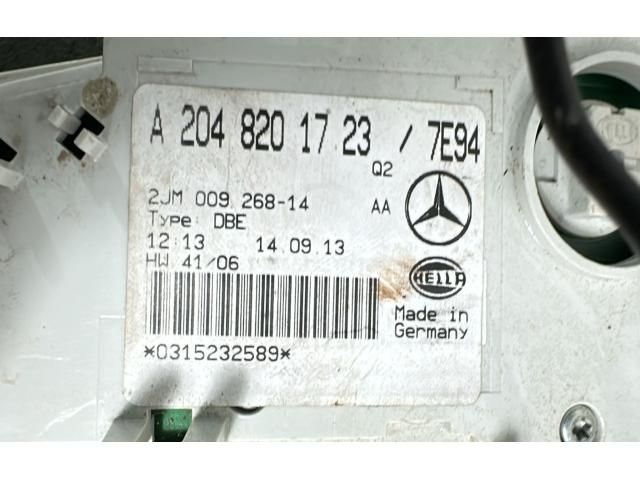 A 204 820 17 23 / 7E94
Q2
2JM 009 268-14 AA
Type: DBE
12:13 14.09.13
HW 41/06
HELLA
Made in
Germany
*0315232589*
HELLA